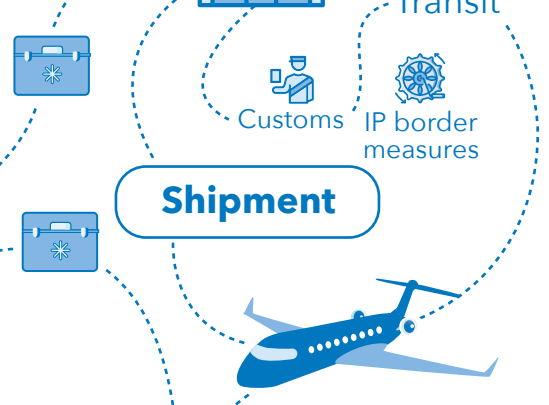 Transit
Customs
IP border
measures
Shipment